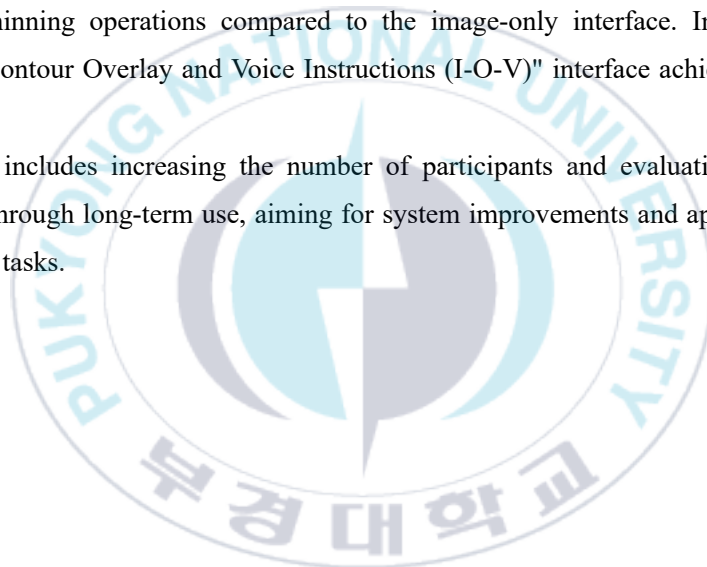 inning operations compared to the image-only interface. In
ontour Overlay and Voice Instructions (I-O-V)" interface achi
includes increasing the number of participants and evaluati
hrough long-term use, aiming for system improvements and ap
tasks.
PUKYONG NATIONAL UNIVERSITY
부경대학교